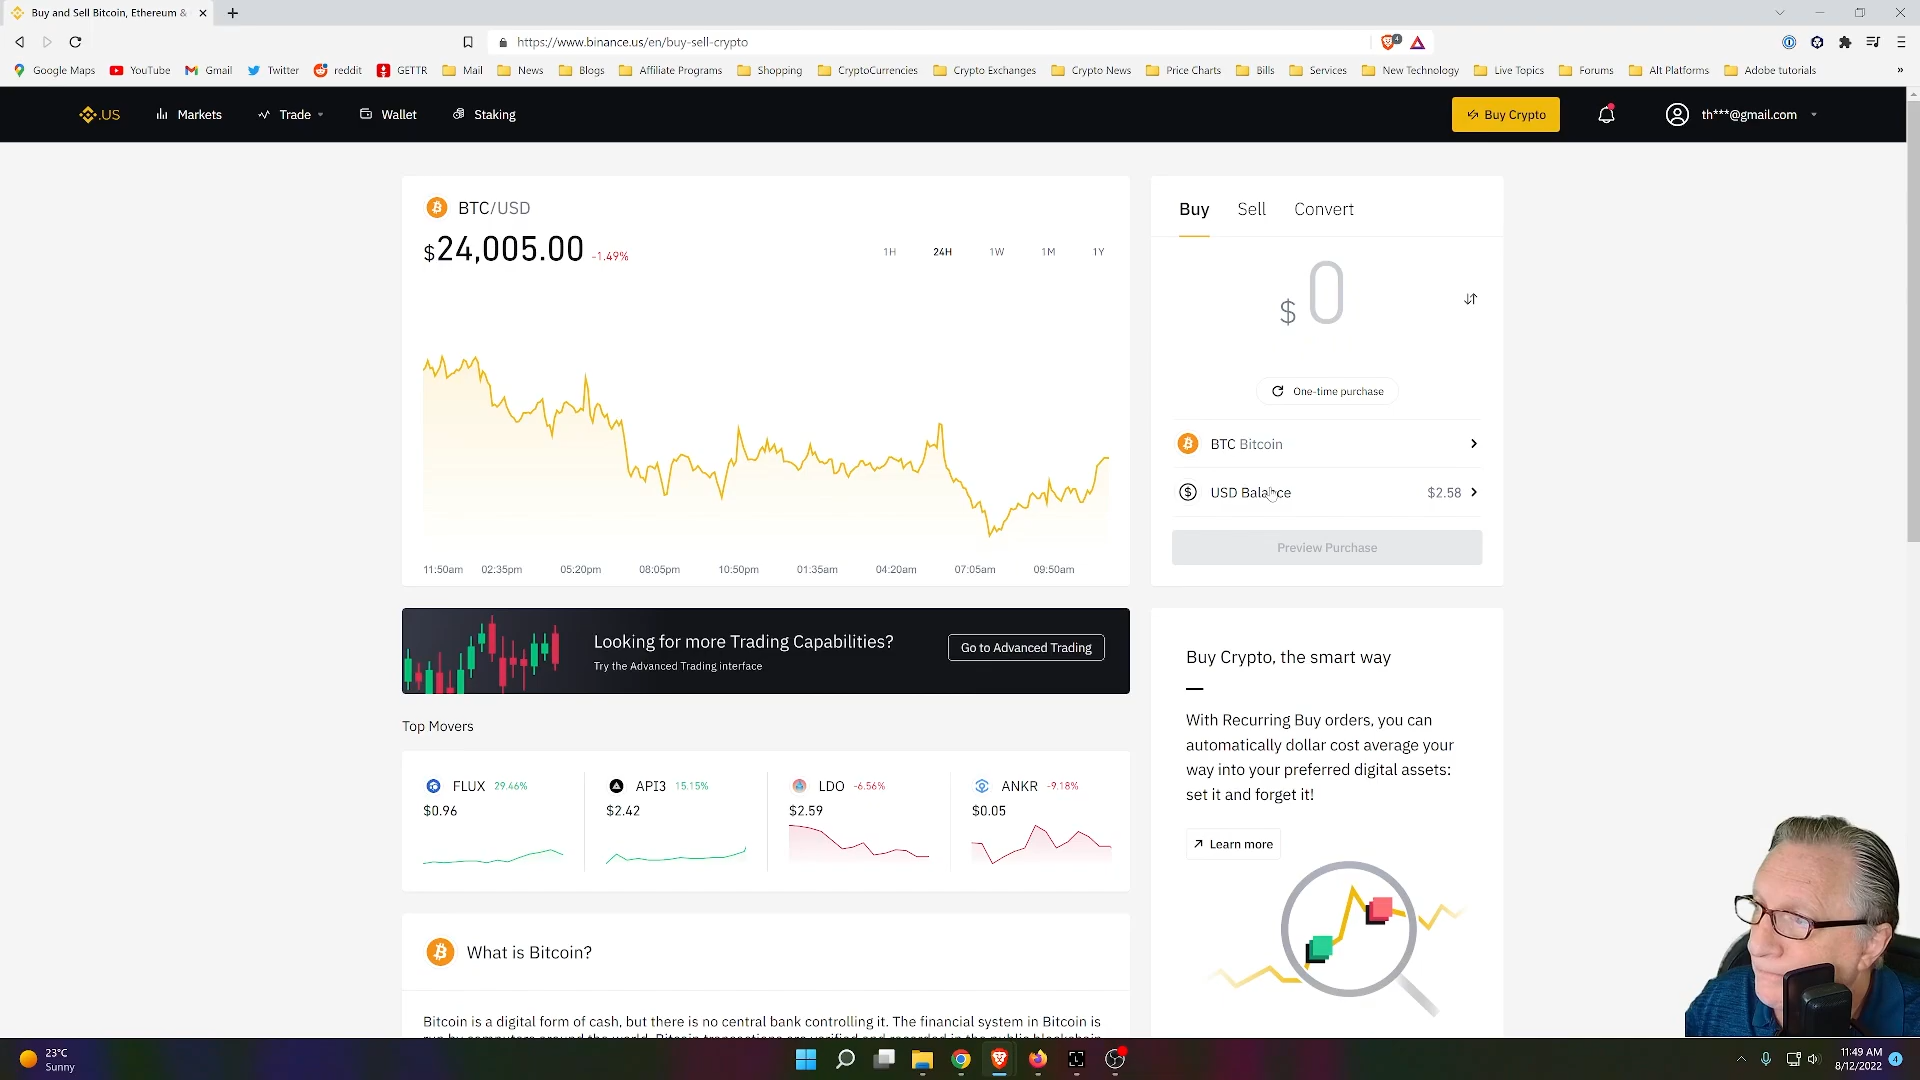 Buy and Sell Bitcoin, Ethereum &
https://www.binance.us/en/buy-sell-crypto
4
Google Maps YouTube Gmail Twitter reddit GETTR Mail News Blogs Affiliate Programs Shopping CryptoCurrencies Crypto Exchanges Crypto News Price Charts Bills Services New Technology Live Topics Forums Alt Platforms Adobe tutorials »
.US Markets Trade Wallet Staking Buy Crypto th***@gmail.com
BTC/USD
$24,005.00 -1.49%
1H 24H 1W 1M 1Y
11:50am 02:35pm 05:20pm 08:05pm 10:50pm 01:35am 04:20am 07:05am 09:50am
Buy Sell Convert
$ 0
One-time purchase
BTC Bitcoin
USD Balance $2.58
Preview Purchase
Looking for more Trading Capabilities?
Try the Advanced Trading interface
Go to Advanced Trading
Top Movers
FLUX 29.46%
$0.96
API3 15.15%
$2.42
LDO -6.56%
$2.59
ANKR -9.18%
$0.05
Buy Crypto, the smart way
With Recurring Buy orders, you can
automatically dollar cost average your
way into your preferred digital assets:
set it and forget it!
Learn more
What is Bitcoin?
Bitcoin is a digital form of cash, but there is no central bank controlling it. The financial system in Bitcoin is
23°C
Sunny
11:49 AM
8/12/2022
4